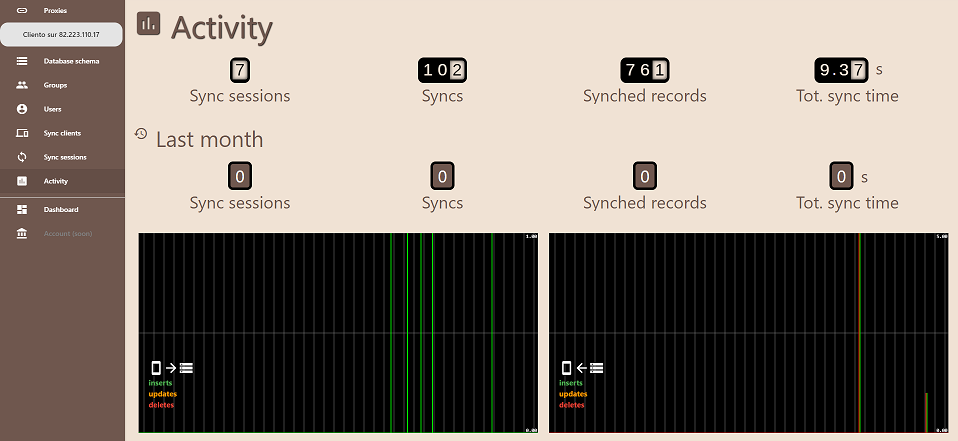 Proxies
Cliento sur 82.223.110.17
Database schema
Groups
Users
Sync clients
Sync sessions
Activity
Dashboard
Account (soon)
Activity
7
102
761
9.37 s
Sync sessions
Syncs
Synched records
Tot. sync time
Last month
0
0
0
0 s
Sync sessions
Syncs
Synched records
Tot. sync time
1.00
inserts
updates
deletes
0.00
5.00
inserts
updates
deletes
0.00